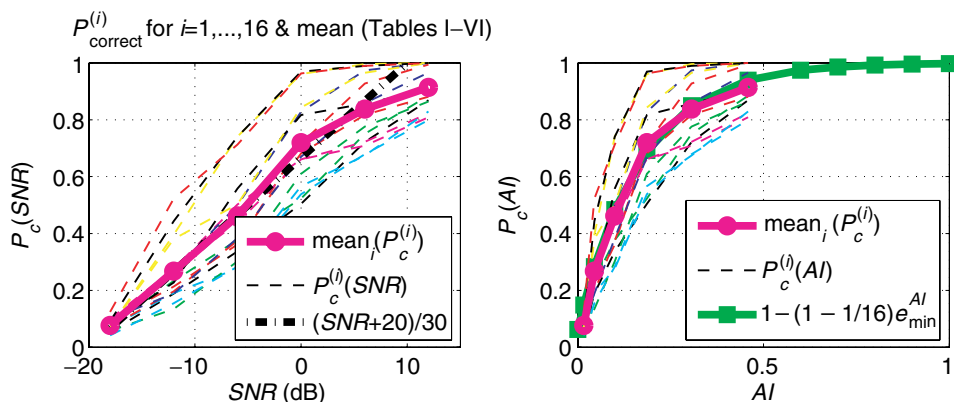 P_correct^(i) for i=1,...,16 & mean (Tables I–VI)
P_c(SNR)
1
0.8
0.6
0.4
0.2
0
−20
−10
0
10
SNR (dB)
mean_i(P_c^(i))
P_c^(i)(SNR)
(SNR+20)/30
P_c(AI)
1
0.8
0.6
0.4
0.2
0
0
0.5
1
AI
mean_i (P_c^(i))
P_c^(i)(AI)
1−(1−1/16)e_min^AI